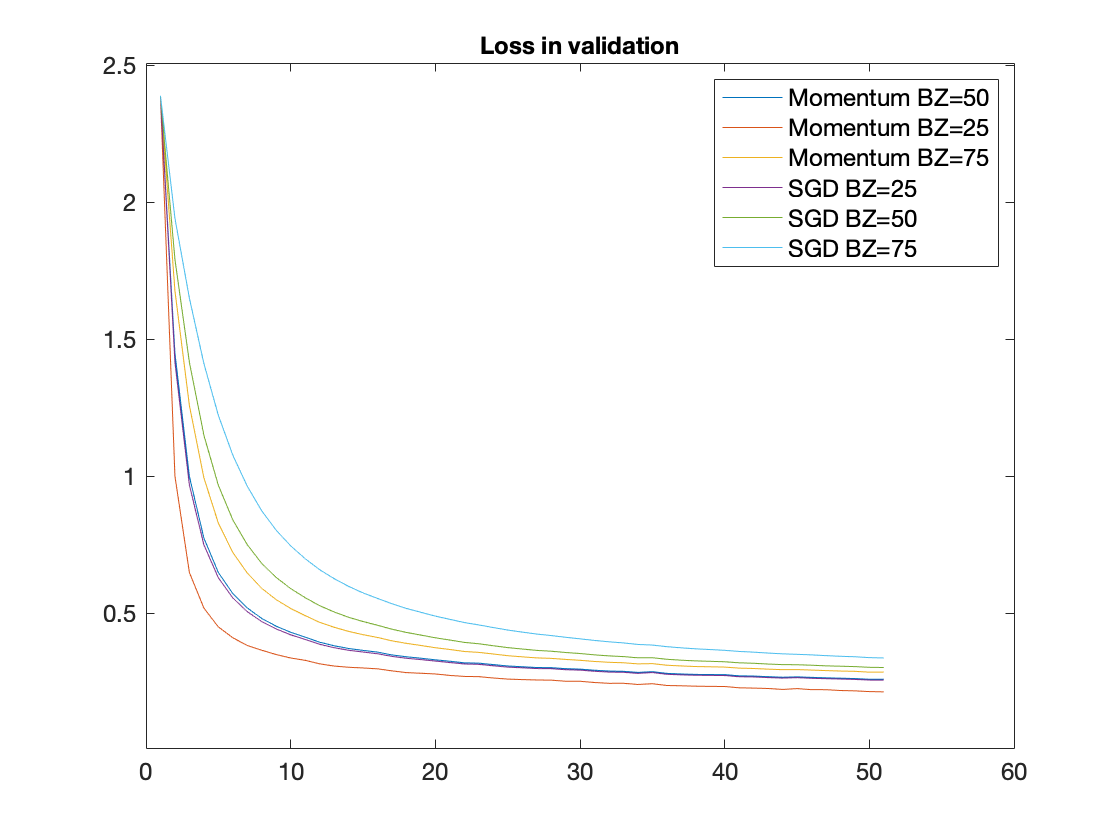 Loss in validation
2.5
2
1.5
1
0.5
0 10 20 30 40 50 60
Momentum BZ=50
Momentum BZ=25
Momentum BZ=75
SGD BZ=25
SGD BZ=50
SGD BZ=75